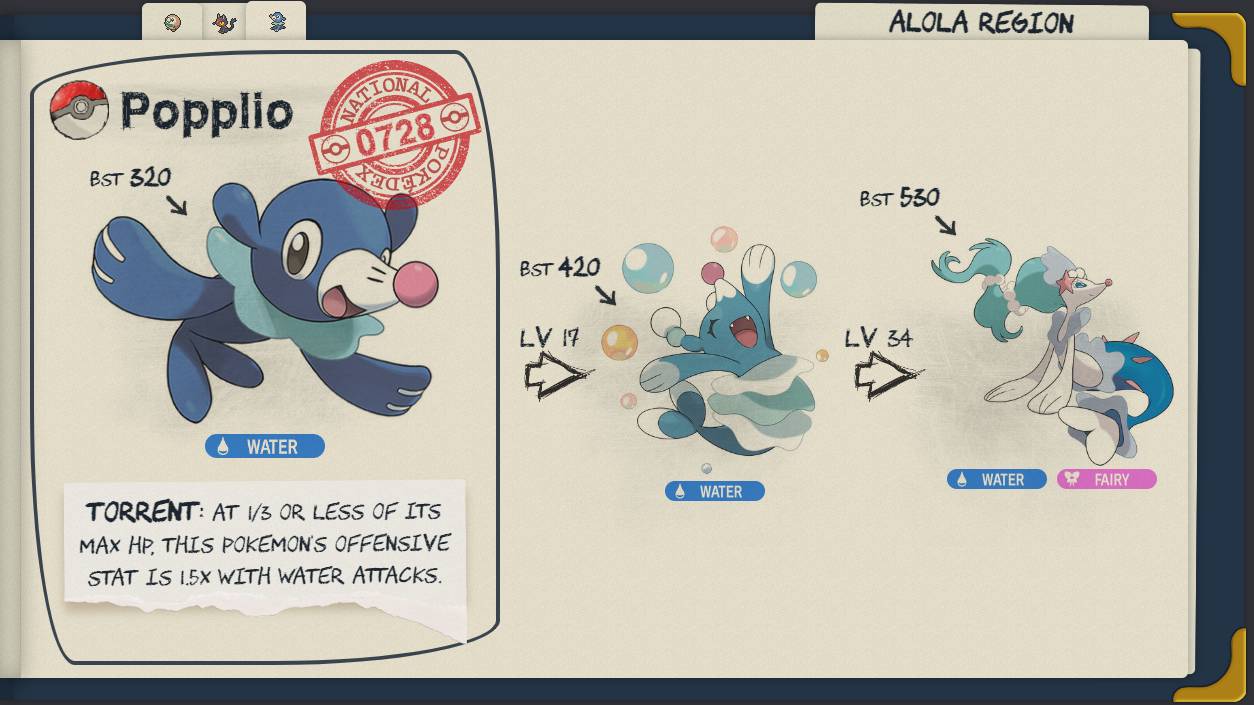 ALOLA REGION
Popplio
NATIONAL
0728
POKÉDEX
BST 320
WATER
TORRENT: AT 1/3 OR LESS OF ITS
MAX HP, THIS POKEMON'S OFFENSIVE
STAT IS 1.5X WITH WATER ATTACKS.
BST 420
LV 17
WATER
BST 530
LV 34
WATER
FAIRY